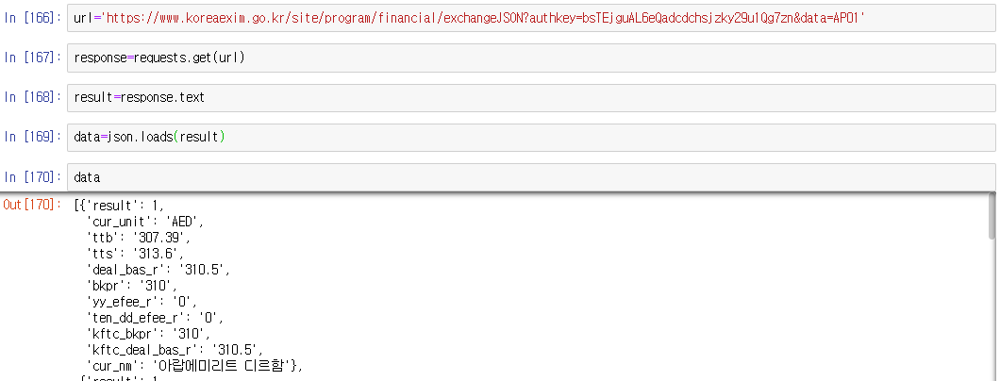 In [166]: url='https://www.koreaexim.go.kr/site/program/financial/exchangeJSON?authkey=bsTEjguAL6eQadcdchsjzky29u1Qg7zn&data=AP01'
In [167]: response=requests.get(url)
In [168]: result=response.text
In [169]: data=json.loads(result)
In [170]: data
Out[170]: [{'result': 1,
'cur_unit': 'AED',
'ttb': '307.39',
'tts': '313.6',
'deal_bas_r': '310.5',
'bkpr': '310',
'yy_efee_r': '0',
'ten_dd_efee_r': '0',
'kftc_bkpr': '310',
'kftc_deal_bas_r': '310.5',
'cur_nm': '아랍에미리트 디르함'},
{'result': 1,